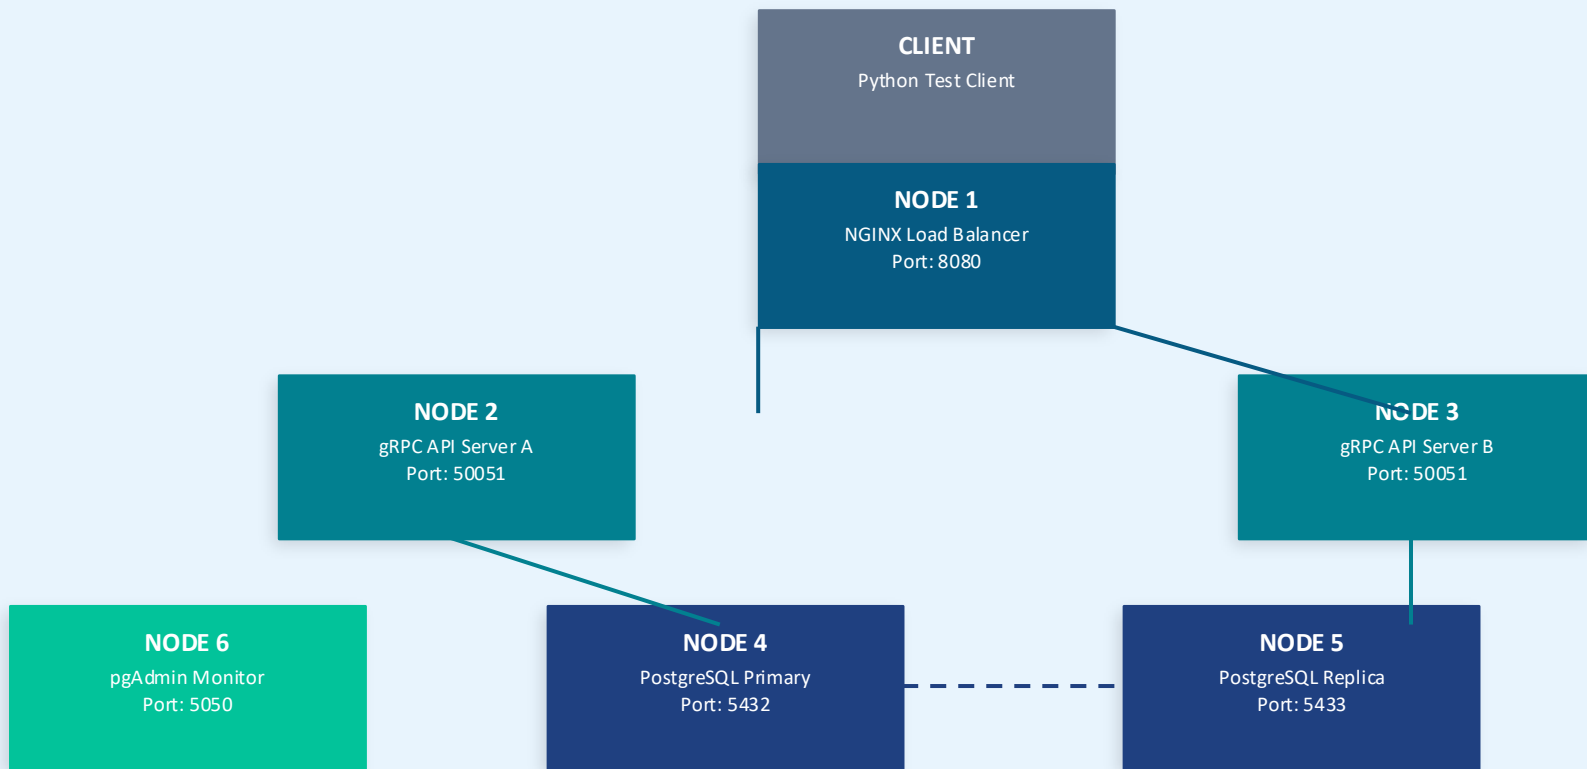 CLIENT
Python Test Client
NODE 1
NGINX Load Balancer
Port: 8080
NODE 2
gRPC API Server A
Port: 50051
NODE 3
gRPC API Server B
Port: 50051
NODE 6
pgAdmin Monitor
Port: 5050
NODE 4
PostgreSQL Primary
Port: 5432
NODE 5
PostgreSQL Replica
Port: 5433